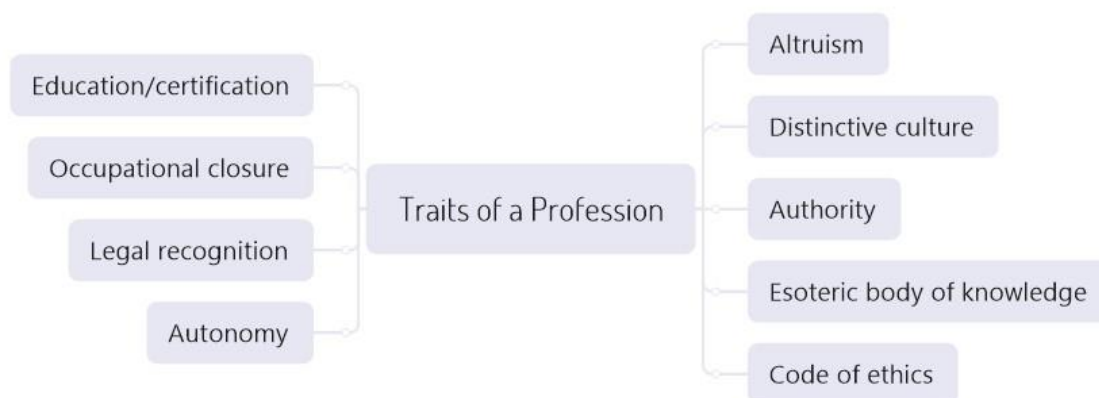 Traits of a Profession
Education/certification
Occupational closure
Legal recognition
Autonomy
Altruism
Distinctive culture
Authority
Esoteric body of knowledge
Code of ethics